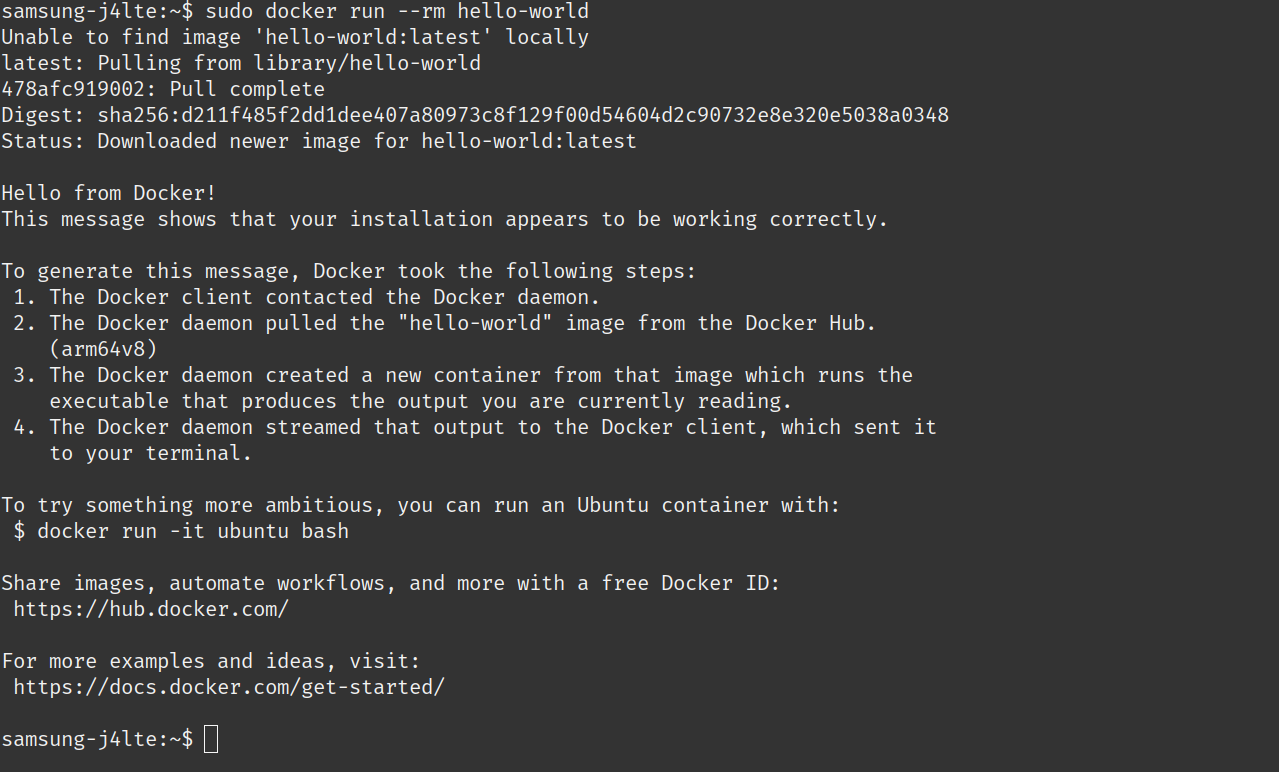 samsung-j4lte:~$ sudo docker run --rm hello-world
Unable to find image 'hello-world:latest' locally
latest: Pulling from library/hello-world
478afc919002: Pull complete
Digest: sha256:d211f485f2dd1dee407a80973c8f129f00d54604d2c90732e8e320e5038a0348
Status: Downloaded newer image for hello-world:latest

Hello from Docker!
This message shows that your installation appears to be working correctly.

To generate this message, Docker took the following steps:
 1. The Docker client contacted the Docker daemon.
 2. The Docker daemon pulled the "hello-world" image from the Docker Hub.
    (arm64v8)
 3. The Docker daemon created a new container from that image which runs the
    executable that produces the output you are currently reading.
 4. The Docker daemon streamed that output to the Docker client, which sent it
    to your terminal.

To try something more ambitious, you can run an Ubuntu container with:
 $ docker run -it ubuntu bash

Share images, automate workflows, and more with a free Docker ID:
 https://hub.docker.com/

For more examples and ideas, visit:
 https://docs.docker.com/get-started/

samsung-j4lte:~$